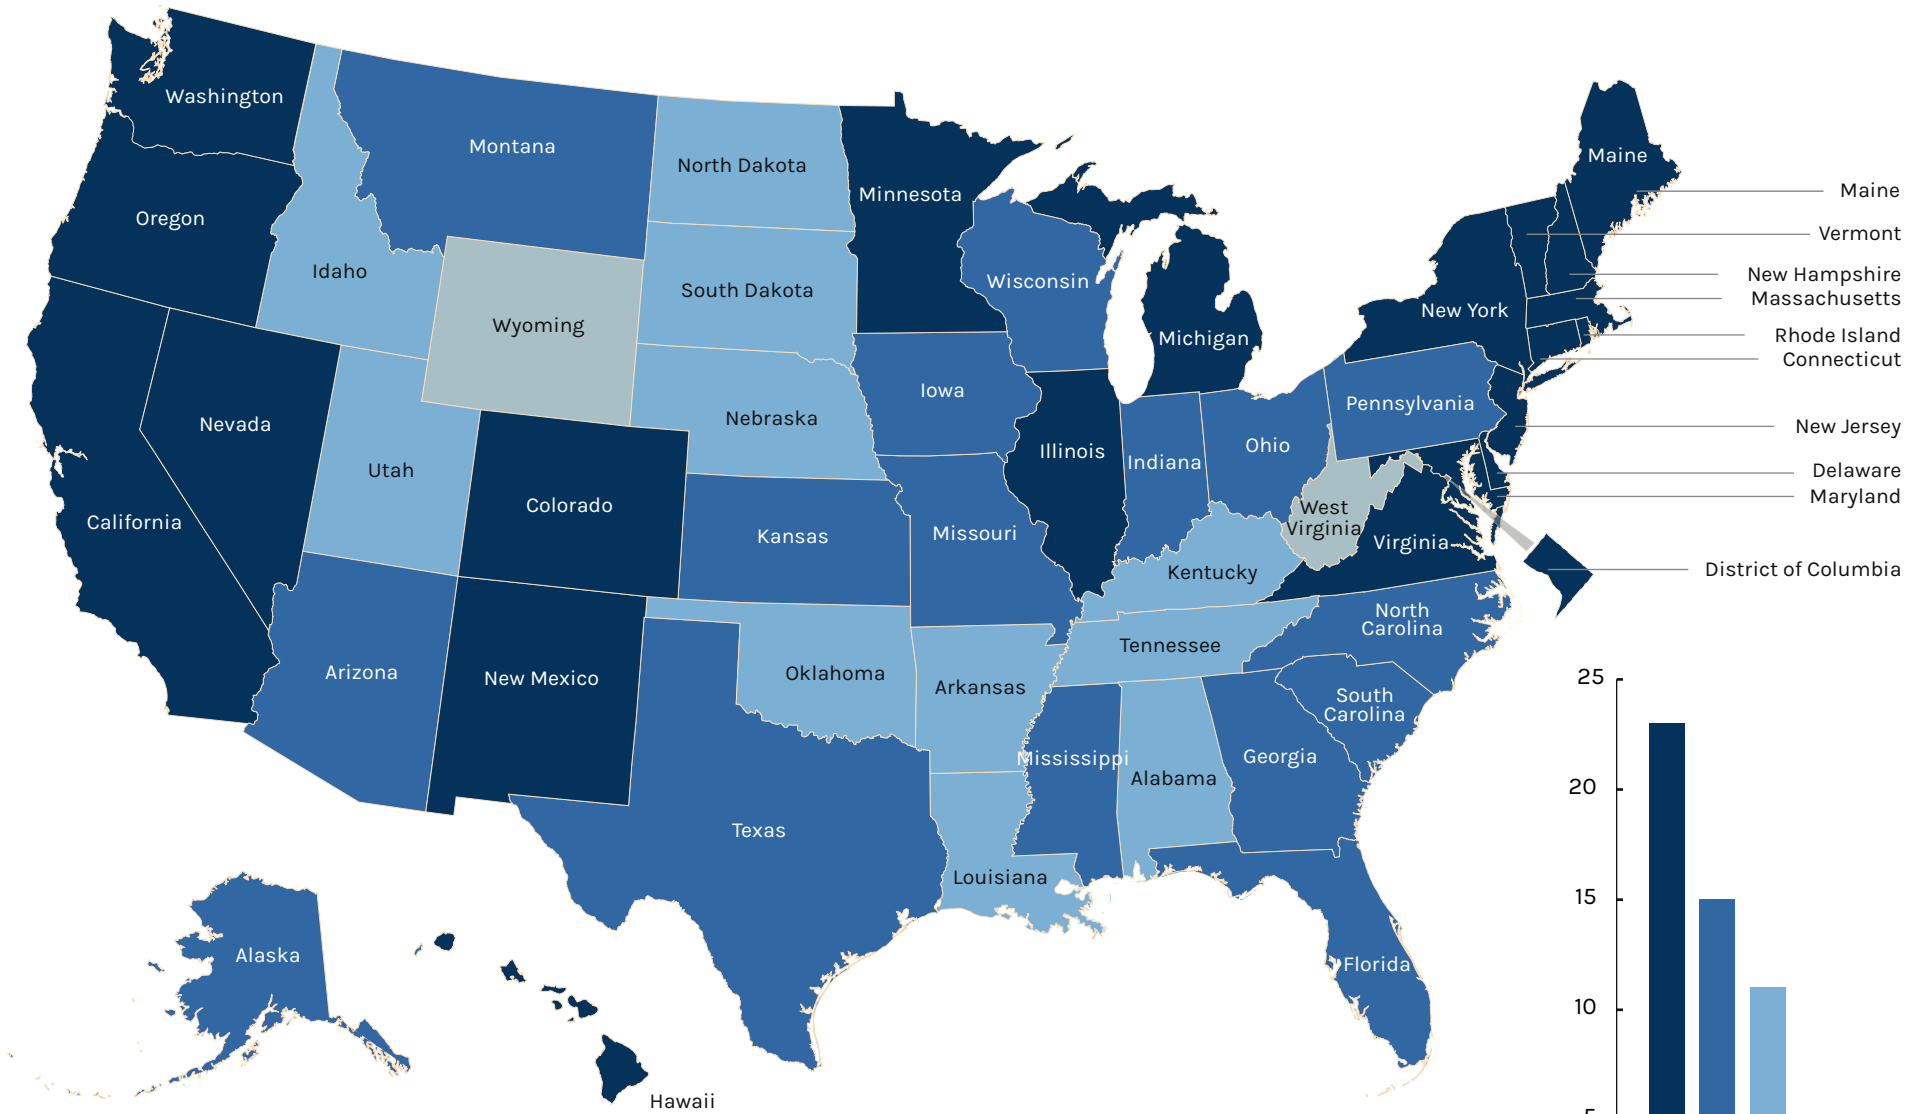 Washington
Montana
North Dakota
Minnesota
Maine
Maine
Oregon
Vermont
Idaho
South Dakota
Wisconsin
New Hampshire
Massachusetts
Wyoming
Michigan
New York
Rhode Island
Connecticut
Iowa
Pennsylvania
Nevada
Nebraska
New Jersey
Illinois
Indiana
Ohio
Utah
Delaware
Maryland
California
Colorado
Kansas
Missouri
West
Virginia
Virginia
Kentucky
District of Columbia
North
Carolina
Tennessee
Arizona
New Mexico
Oklahoma
Arkansas
South
Carolina
25
Mississippi
Alabama
Georgia
20
Texas
Louisiana
15
Alaska
Florida
10
Hawaii